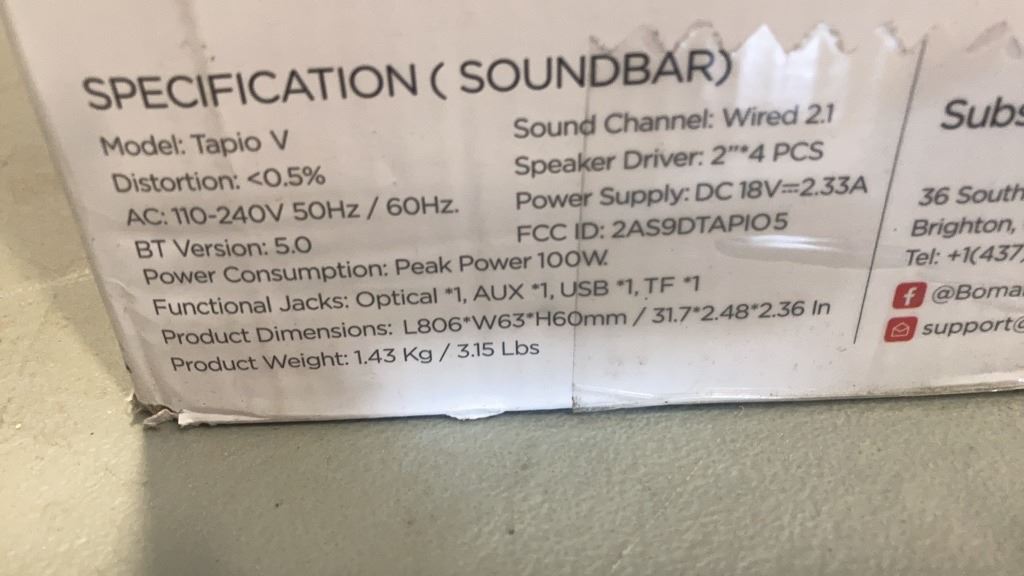 SPECIFICATION ( SOUNDBAR)
Model: Tapio V
Distortion: <0.5%
AC: 110-240V 50Hz / 60Hz.
BT Version: 5.0
Sound Channel: Wired 2.1
Speaker Driver: 2""*4 PCS
Power Supply: DC 18V⎓2.33A
FCC ID: 2AS9DTAPIO5
Power Consumption: Peak Power 100W.
Functional Jacks: Optical *1, AUX *1, USB *1, TF *1
Product Dimensions: L806*W63*H60mm / 31.7*2.48*2.36 In
Product Weight: 1.43 Kg / 3.15 Lbs
Subs
36 South
Brighton,
Tel: +1(437)
@Boma
support@